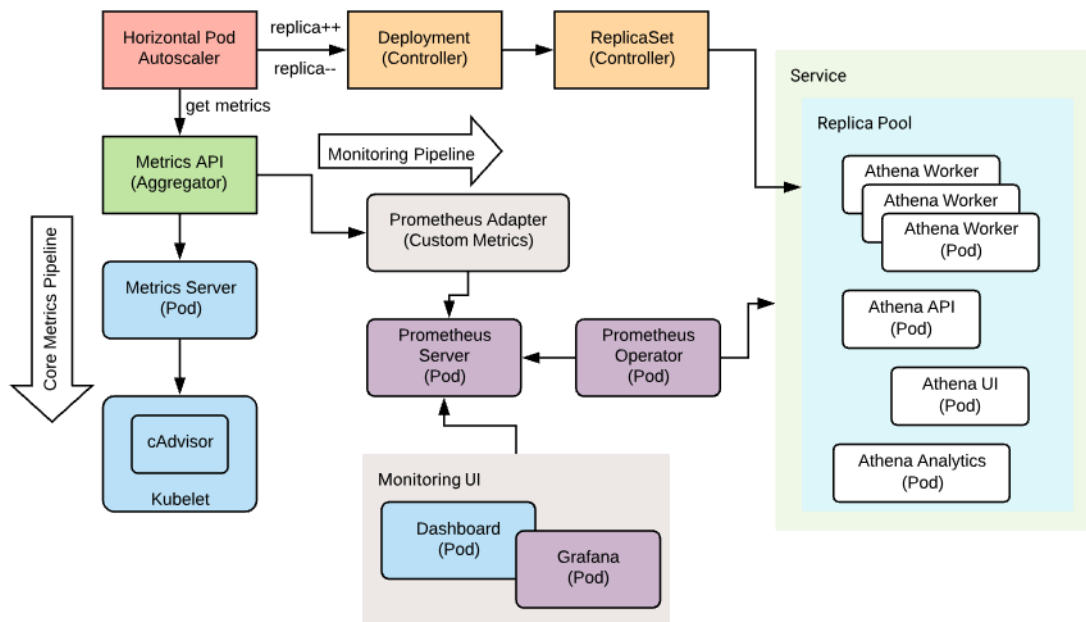 Horizontal Pod
Autoscaler
replica++
replica--
Deployment
(Controller)
ReplicaSet
(Controller)
get metrics
Metrics API
(Aggregator)
Monitoring Pipeline
Prometheus Adapter
(Custom Metrics)
Core Metrics Pipeline
Metrics Server
(Pod)
Prometheus
Server
(Pod)
Prometheus
Operator
(Pod)
cAdvisor
Kubelet
Monitoring UI
Dashboard
(Pod)
Grafana
(Pod)
Service
Replica Pool
Athena Worker
Athena Worker
Athena Worker
(Pod)
Athena API
(Pod)
Athena UI
(Pod)
Athena Analytics
(Pod)